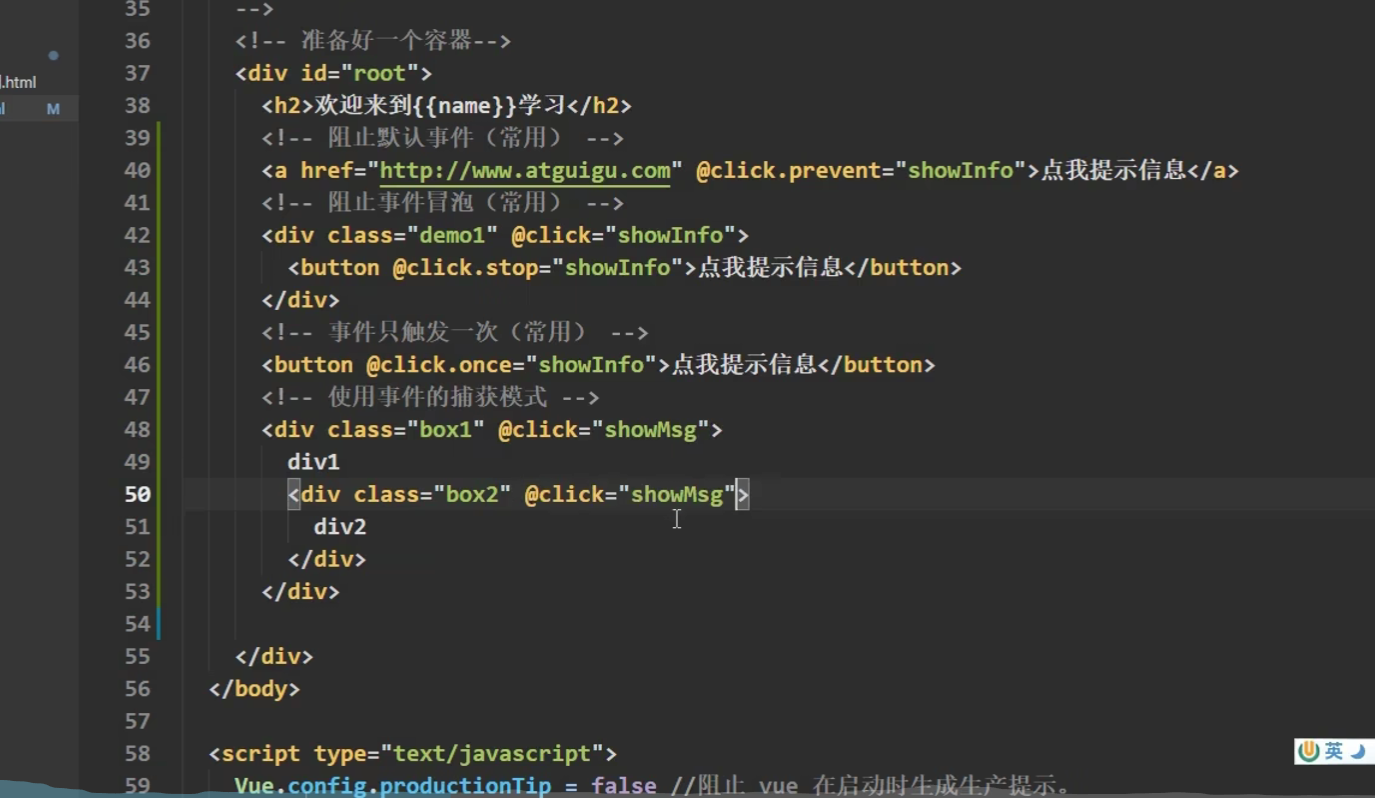 35 -->
36 <!-- 准备好一个容器-->
37 <div id="root">
.html
38 <h2>欢迎来到{{name}}学习</h2>
M
39 <!-- 阻止默认事件（常用） -->
40 <a href="http://www.atguigu.com" @click.prevent="showInfo">点我提示信息</a>
41 <!-- 阻止事件冒泡（常用） -->
42 <div class="demo1" @click="showInfo">
43 <button @click.stop="showInfo">点我提示信息</button>
44 </div>
45 <!-- 事件只触发一次（常用） -->
46 <button @click.once="showInfo">点我提示信息</button>
47 <!-- 使用事件的捕获模式 -->
48 <div class="box1" @click="showMsg">
49 div1
50 <div class="box2" @click="showMsg">
51 div2
52 </div>
53 </div>
54
55 </div>
56 </body>
57
58 <script type="text/javascript">
英
59 Vue.config.productionTip = false //阻止 vue 在启动时生成生产提示。